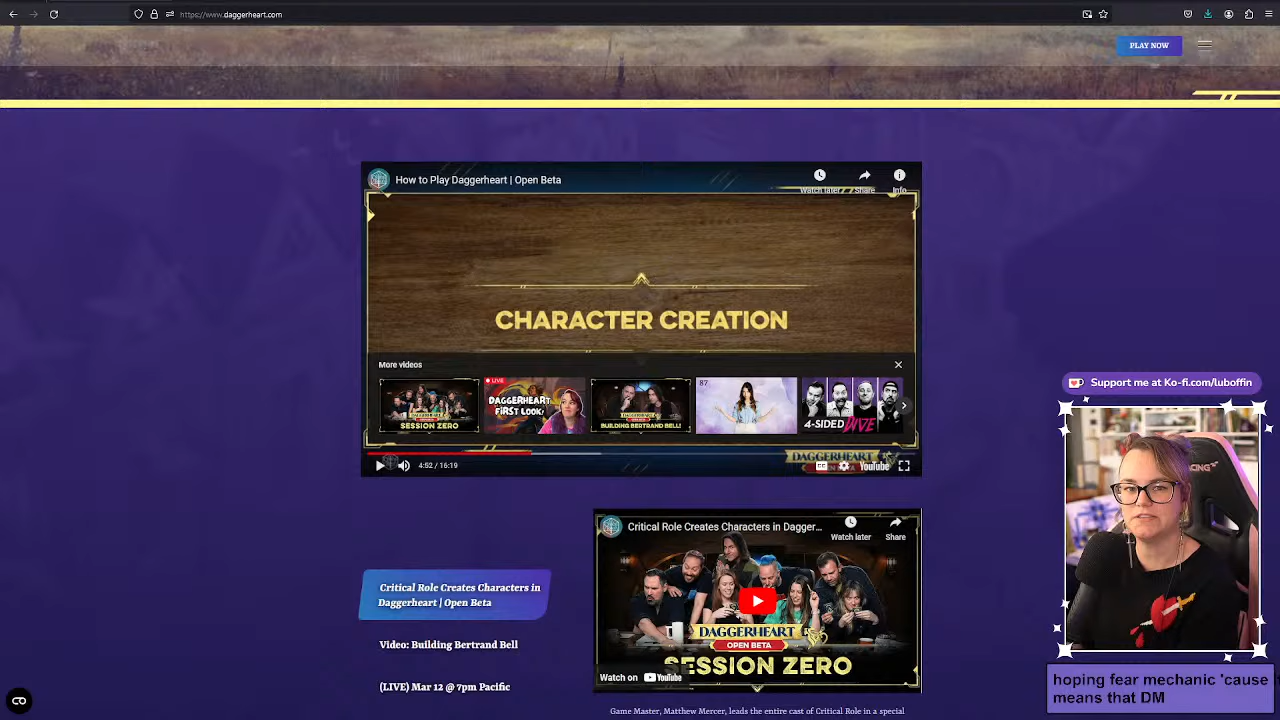 https://www.daggerheart.com
PLAY NOW
How to Play Daggerheart | Open Beta
Watch later
Share
Info
CHARACTER CREATION
More videos
DAGGERHEART
SESSION ZERO
LIVE
DAGGERHEART
FIRST LOOK!
BUILDING BERTRAND BELL!
87
4-SIDED DIVE
4:52 / 16:19
CC
YouTube
DAGGERHEART
Support me at Ko-fi.com/luboffin
Critical Role Creates Characters in
Daggerheart | Open Beta
Video: Building Bertrand Bell
(LIVE) Mar 12 @ 7pm Pacific
Critical Role Creates Characters in Dagger...
Watch later
Share
DAGGERHEART
OPEN BETA
SESSION ZERO
Watch on YouTube
Game Master, Matthew Mercer, leads the entire cast of Critical Role in a special
RACING
hoping fear mechanic 'cause
means that DM